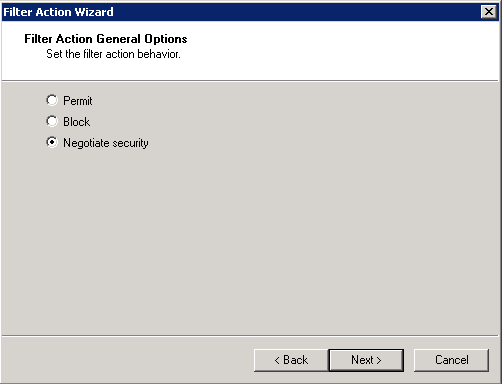 Filter Action Wizard
Filter Action General Options
Set the filter action behavior.
Permit
Block
Negotiate security
< Back
Next >
Cancel